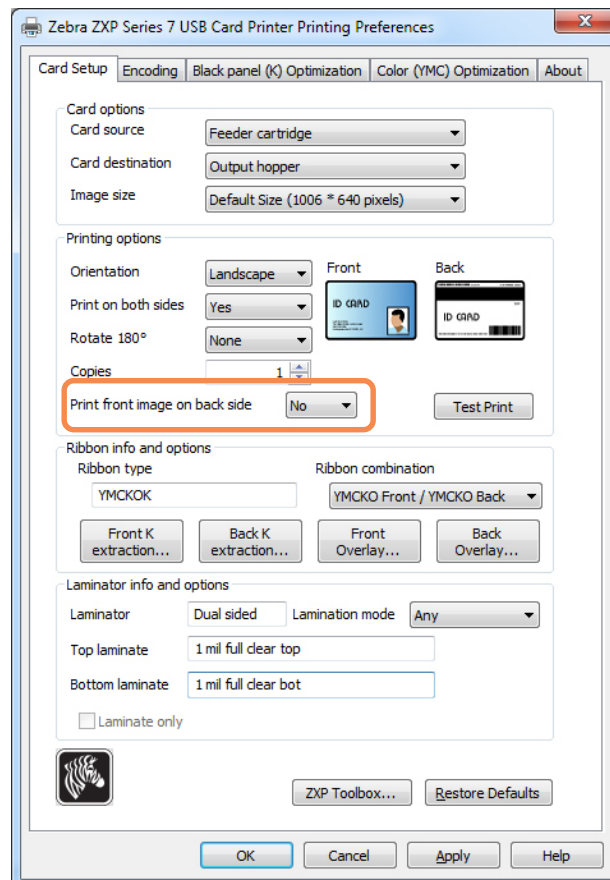 Zebra ZXP Series 7 USB Card Printer Printing Preferences
Card Setup Encoding Black panel (K) Optimization Color (YMC) Optimization About
Card options
Card source Feeder cartridge
Card destination Output hopper
Image size Default Size (1006 * 640 pixels)
Printing options
Orientation Landscape Front Back
Print on both sides Yes
ID CARD ID CARD
Rotate 180° None
Copies 1
Print front image on back side No Test Print
Ribbon info and options
Ribbon type Ribbon combination
YMCKOK YMCKO Front / YMCKO Back
Front K Back K Front Back
extraction... extraction... Overlay... Overlay...
Laminator info and options
Laminator Dual sided Lamination mode Any
Top laminate 1 mil full clear top
Bottom laminate 1 mil full clear bot
Laminate only
ZXP Toolbox... Restore Defaults
OK Cancel Apply Help